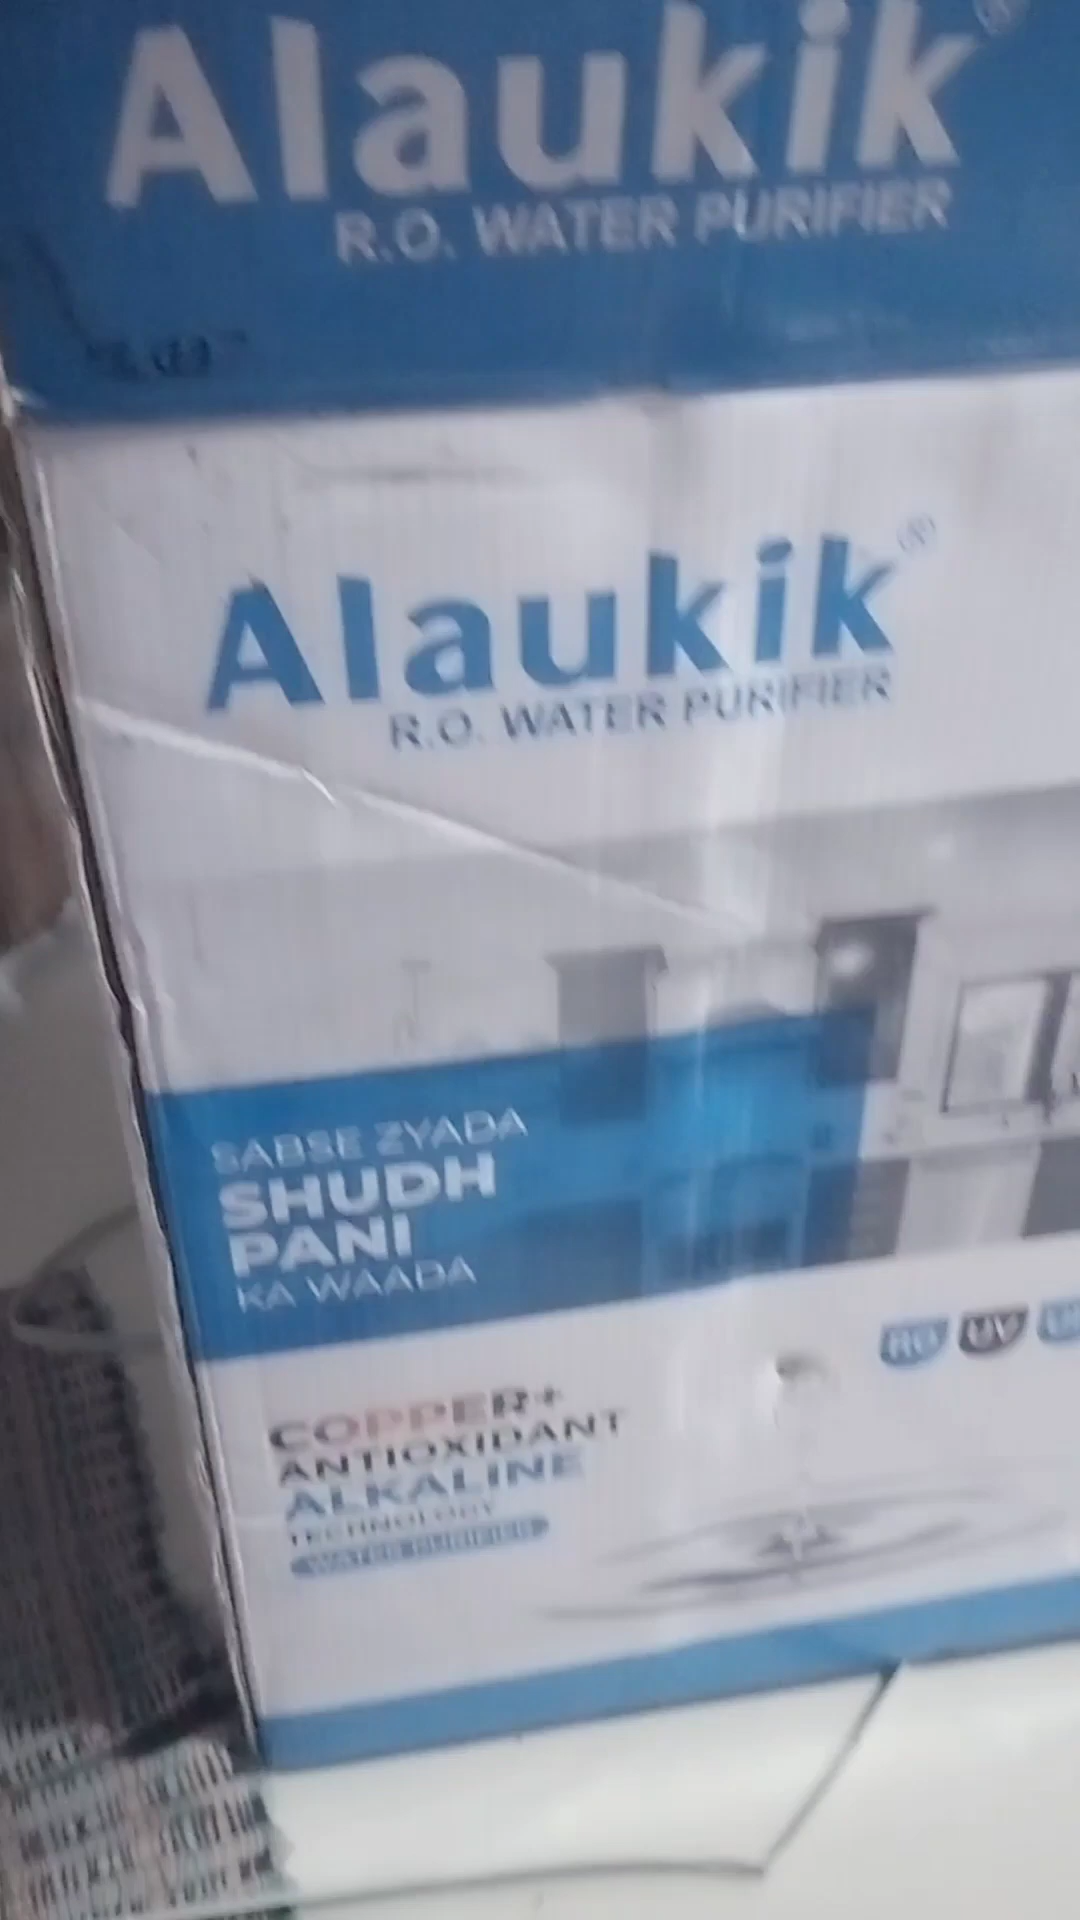 Alaukik®
R.O. WATER PURIFIER
Alaukik®
R.O. WATER PURIFIER
SABSE ZYADA
SHUDH
PANI
KA WAADA
RO UV
COPPER+
ANTIOXIDANT
ALKALINE
TECHNOLOGY
WATER PURIFIER